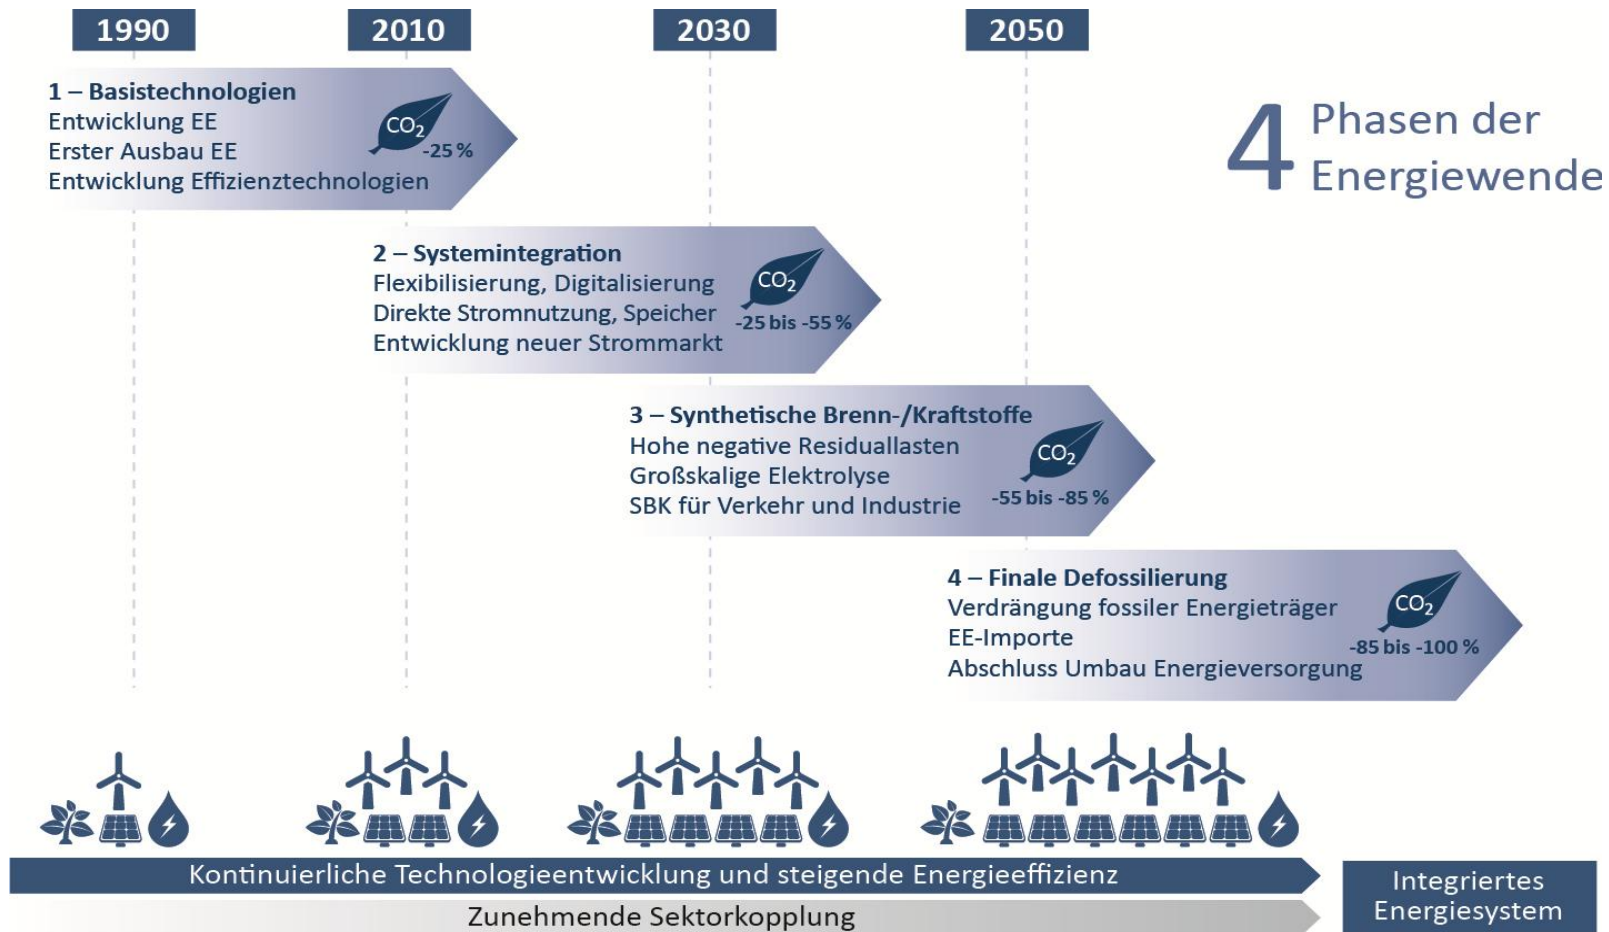 1990
2010
2030
2050
4 Phasen der
Energiewende
1 – Basistechnologien
Entwicklung EE
Erster Ausbau EE
Entwicklung Effizienztechnologien
CO₂
-25 %
2 – Systemintegration
Flexibilisierung, Digitalisierung
Direkte Stromnutzung, Speicher
Entwicklung neuer Strommarkt
CO₂
-25 bis -55 %
3 – Synthetische Brenn-/Kraftstoffe
Hohe negative Residuallasten
Großskalige Elektrolyse
SBK für Verkehr und Industrie
CO₂
-55 bis -85 %
4 – Finale Defossilierung
Verdrängung fossiler Energieträger
EE-Importe
Abschluss Umbau Energieversorgung
CO₂
-85 bis -100 %
Kontinuierliche Technologieentwicklung und steigende Energieeffizienz
Zunehmende Sektorkopplung
Integriertes
Energiesystem